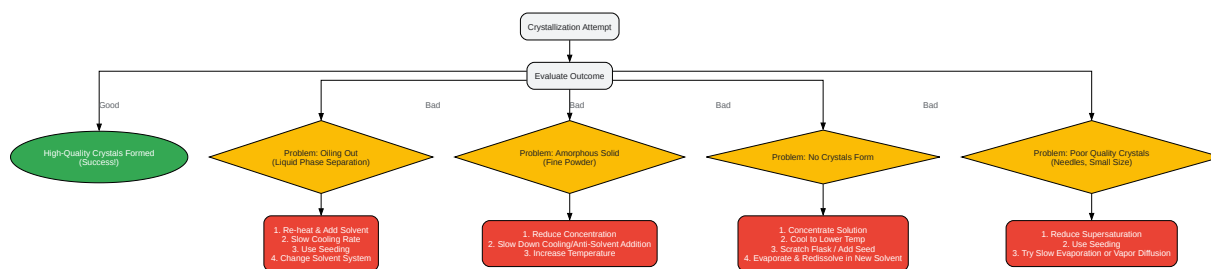 Crystallization Attempt
Evaluate Outcome
Good
Bad
Bad
Bad
Bad
High-Quality Crystals Formed
(Success!)
Problem: Oiling Out
(Liquid Phase Separation)
Problem: Amorphous Solid
(Fine Powder)
Problem: No Crystals Form
Problem: Poor Quality Crystals
(Needles, Small Size)
1. Re-heat & Add Solvent
2. Slow Cooling Rate
3. Use Seeding
4. Change Solvent System
1. Reduce Concentration
2. Slow Down Cooling/Anti-Solvent Addition
3. Increase Temperature
1. Concentrate Solution
2. Cool to Lower Temp
3. Scratch Flask / Add Seed
4. Evaporate & Redissolve in New Solvent
1. Reduce Supersaturation
2. Use Seeding
3. Try Slow Evaporation or Vapor Diffusion